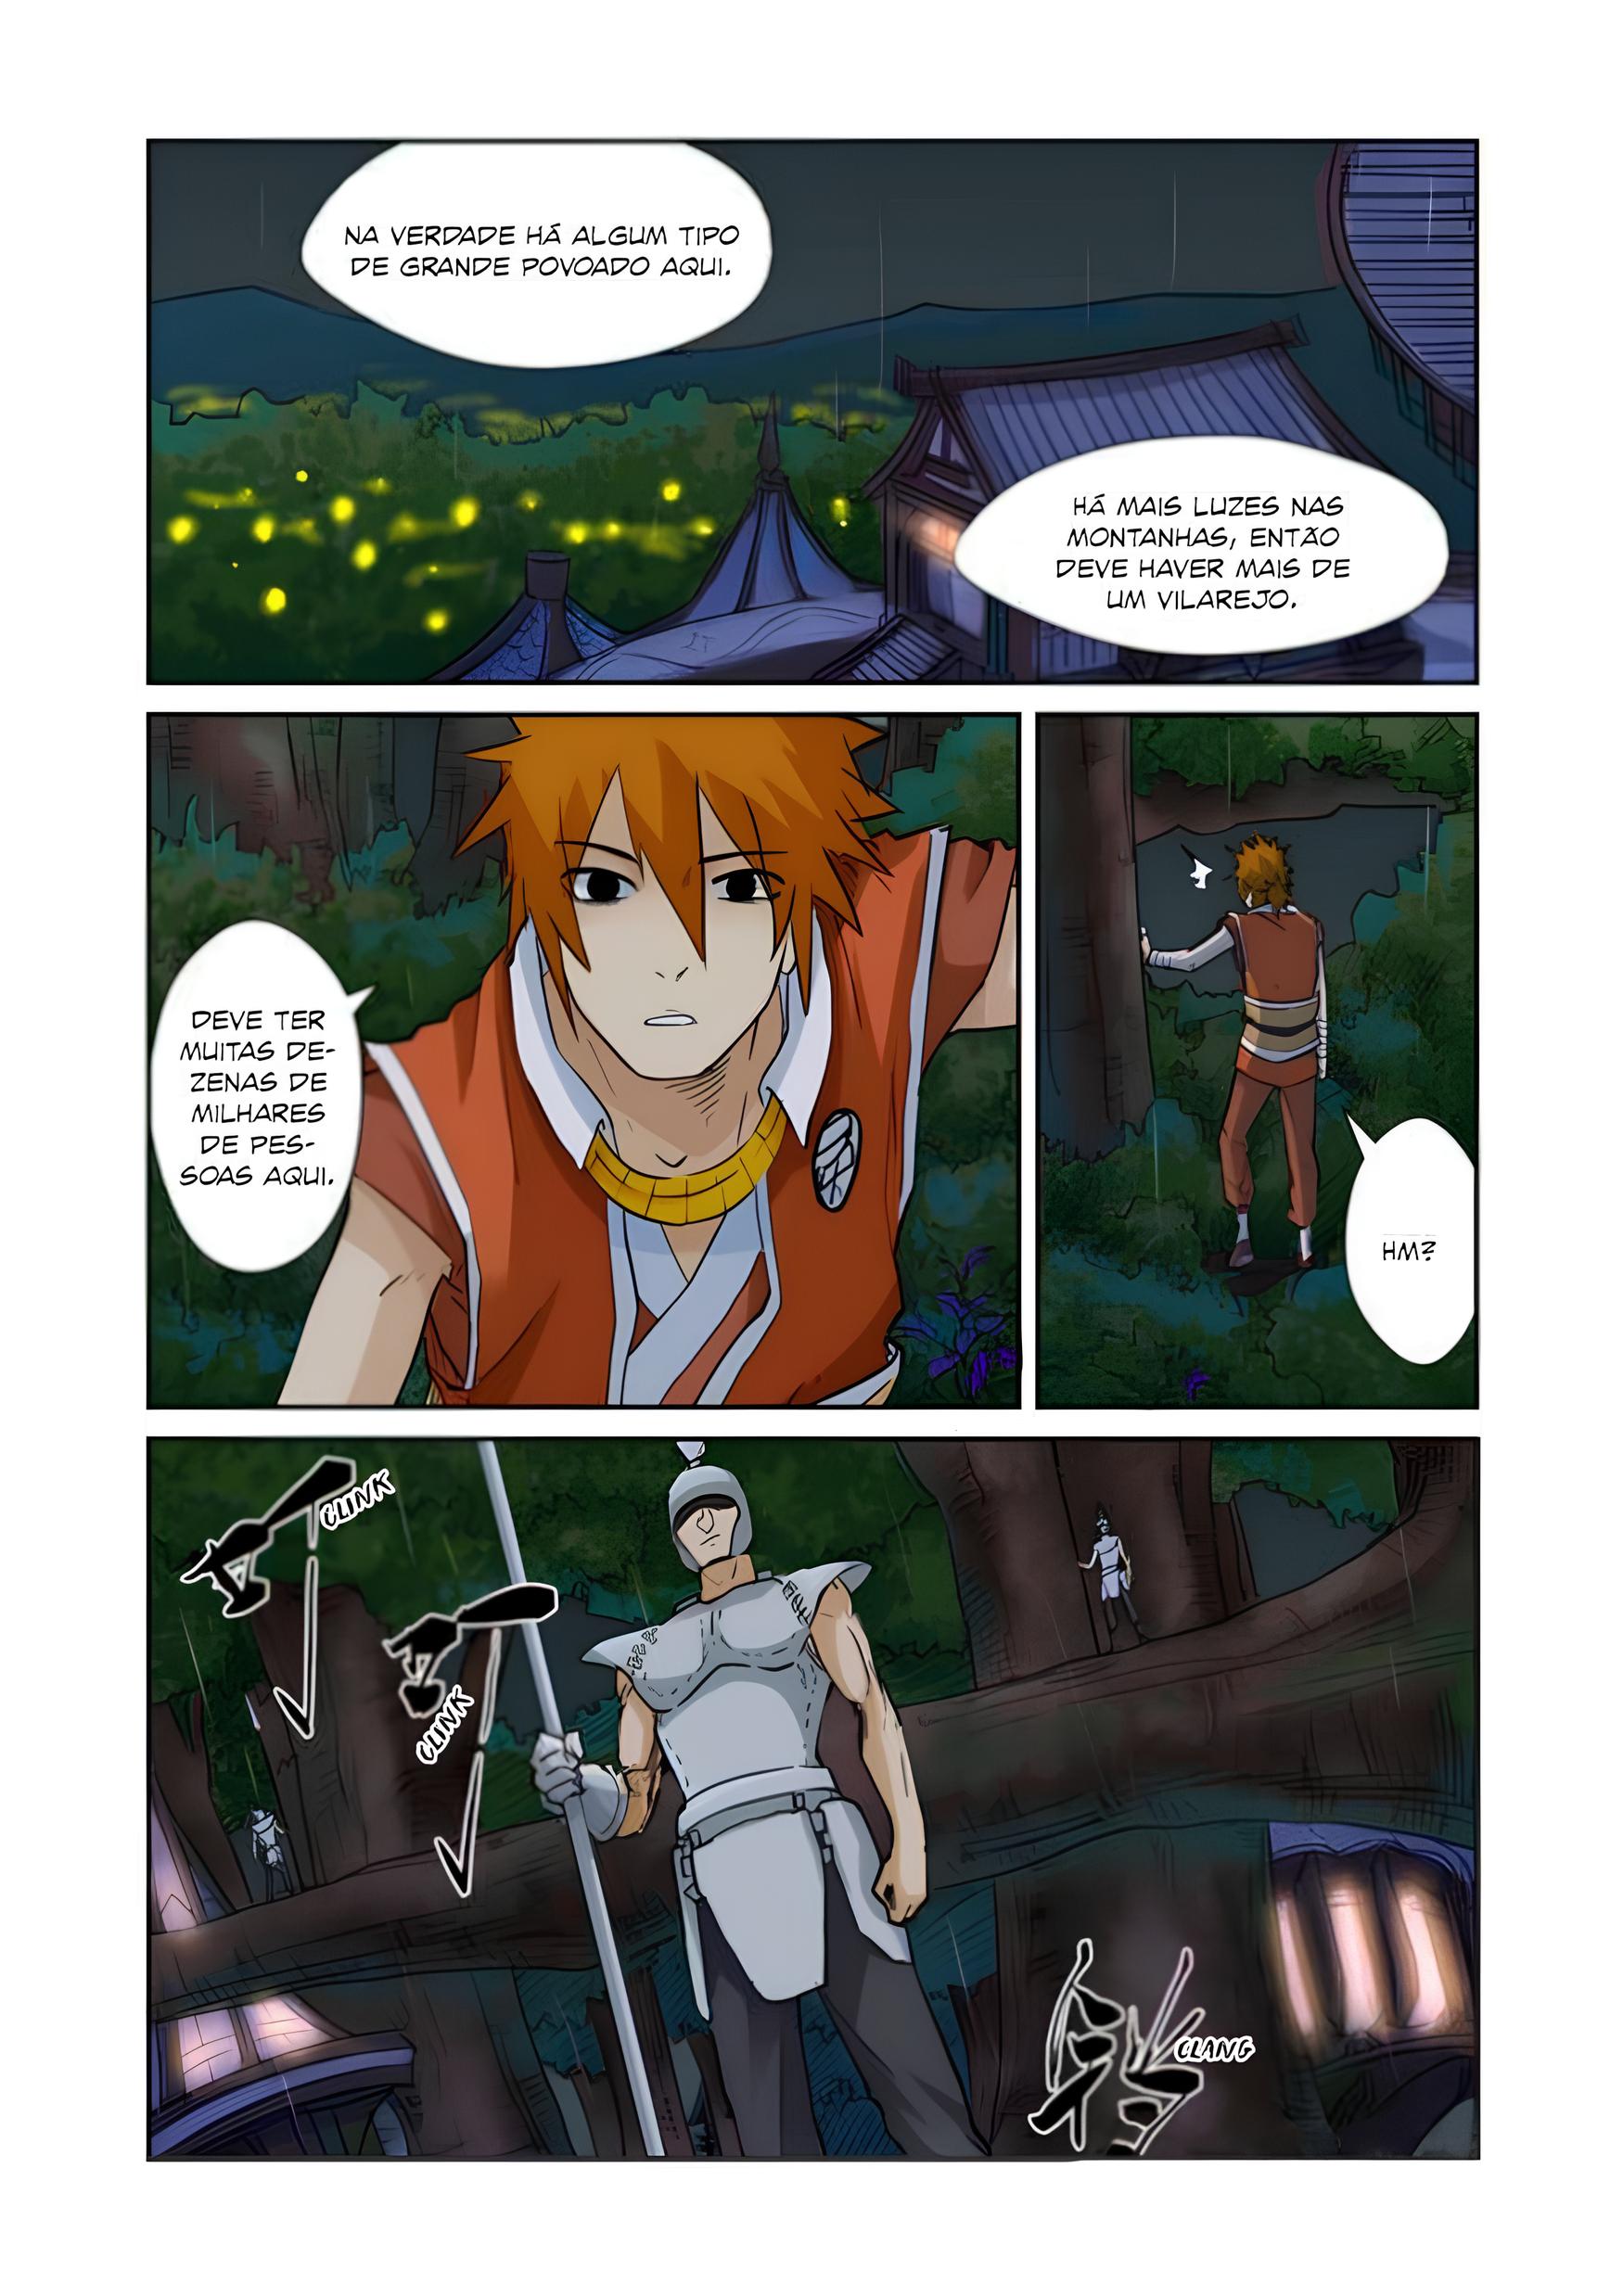 NA VERDADE HÁ ALGUM TIPO
DE GRANDE POVOADO AQUI.
HÁ MAIS LUZES NAS
MONTANHAS, ENTÃO
DEVE HAVER MAIS DE
UM VILAREJO.
DEVE TER
MUITAS DE-
ZENAS DE
MILHARES
DE PES-
SOAS AQUI.
HM?
CLINK
CLINK
CLANG